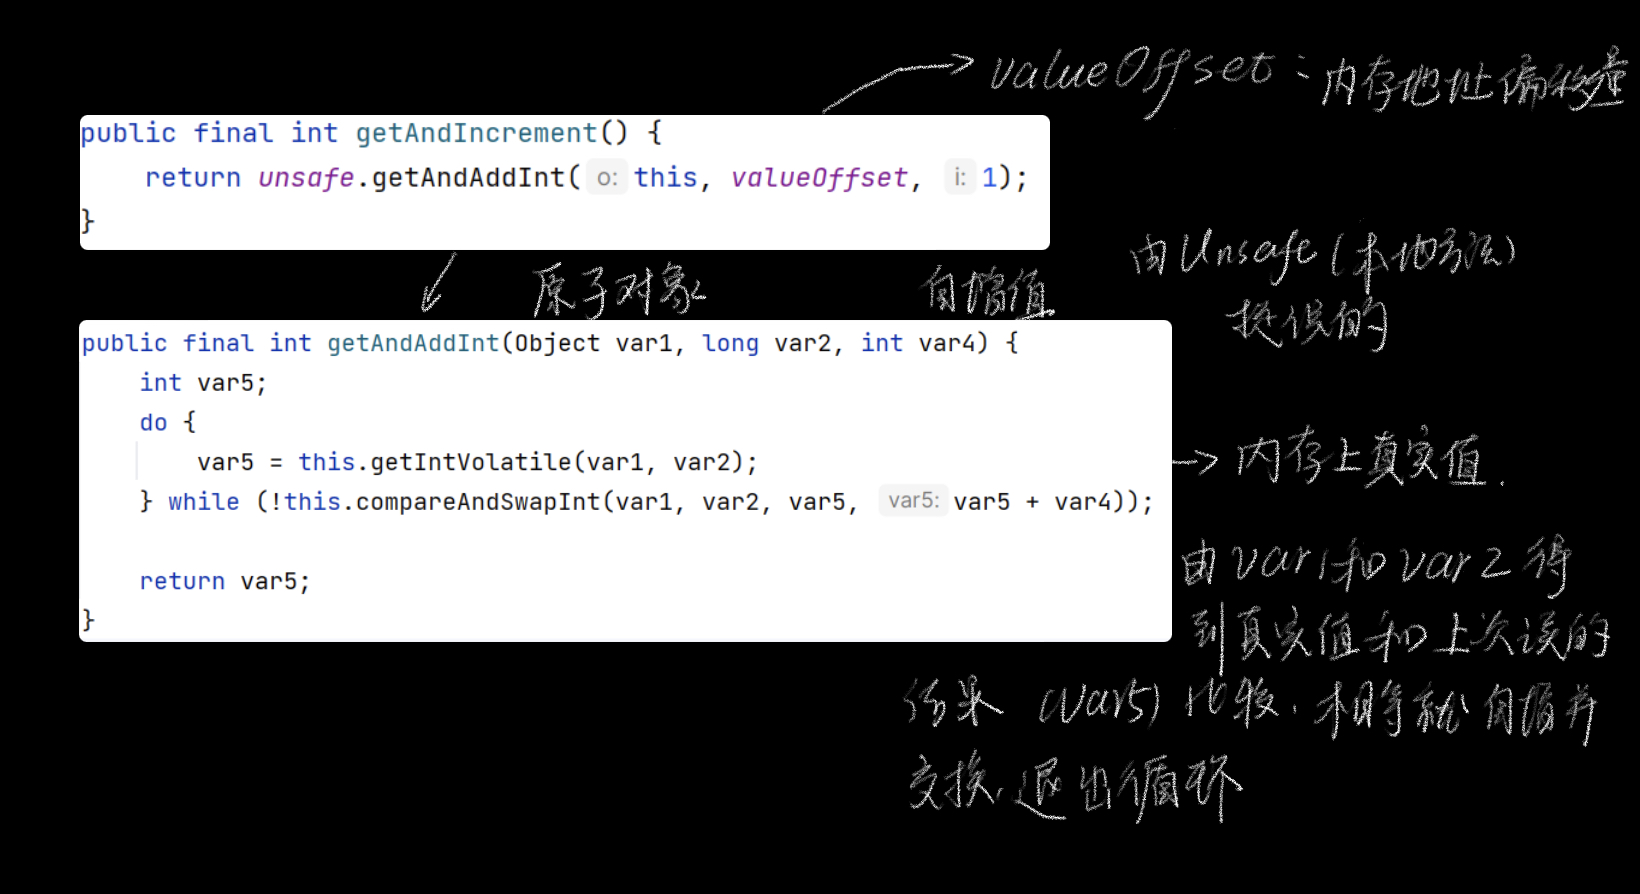 valueOffset：内存地址偏移量
public final int getAndIncrement() {
return unsafe.getAndAddInt( o: this, valueOffset, i: 1);
}
原子对象 自增值
由Unsafe(本地方法)
提供的
public final int getAndAddInt(Object var1, long var2, int var4) {
int var5;
do {
var5 = this.getIntVolatile(var1, var2);
} while (!this.compareAndSwapInt(var1, var2, var5, var5: var5 + var4));
return var5;
}
内存上真实值.
由var1和var2得
到真实值和上次读的
结果 (var5) 比较.相等就自增并
交换,退出循环